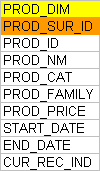 PROD_DIM
PROD_SUR_ID
PROD_ID
PROD_NM
PROD_CAT
PROD_FAMILY
PROD_PRICE
START_DATE
END_DATE
CUR_REC_IND